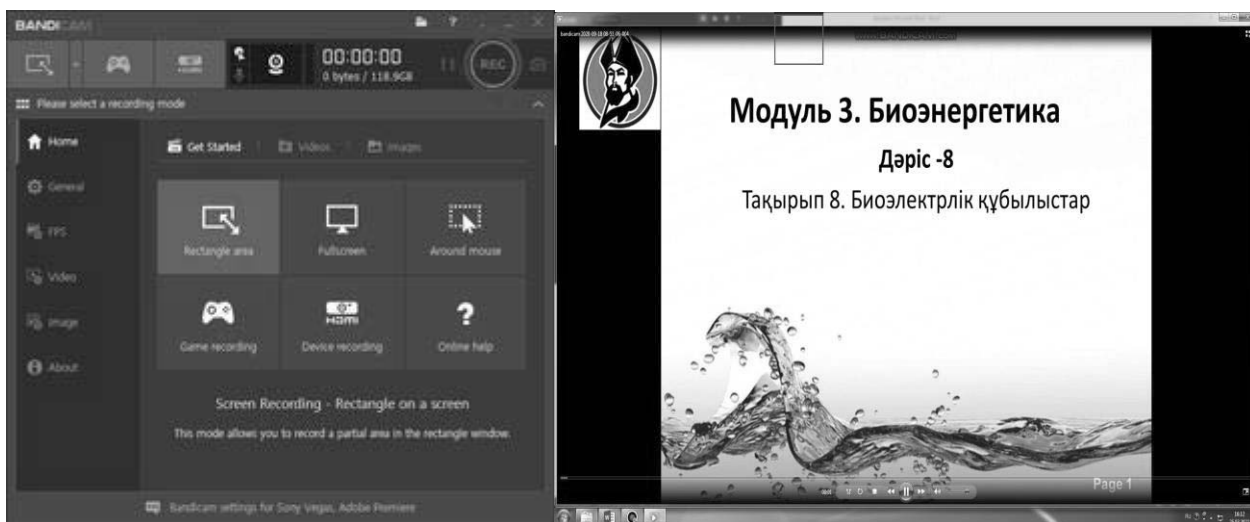 BANDICAM
00:00:00
0 bytes / 118.9GB
REC
Please select a recording mode
Home
General
FPS
Video
Image
About
Get Started
Videos
Images
Rectangle area
Fullscreen
Around mouse
HDMI
Game recording
Device recording
Online help
Screen Recording - Rectangle on a screen
This mode allows you to record a partial area in the rectangle window.
Bandicam settings for Sony Vegas, Adobe Premiere
www.BANDICAM.com
Модуль 3. Биоэнергетика
Дәріс -8
Тақырып 8. Биоэлектрлік құбылыстар
Page 1